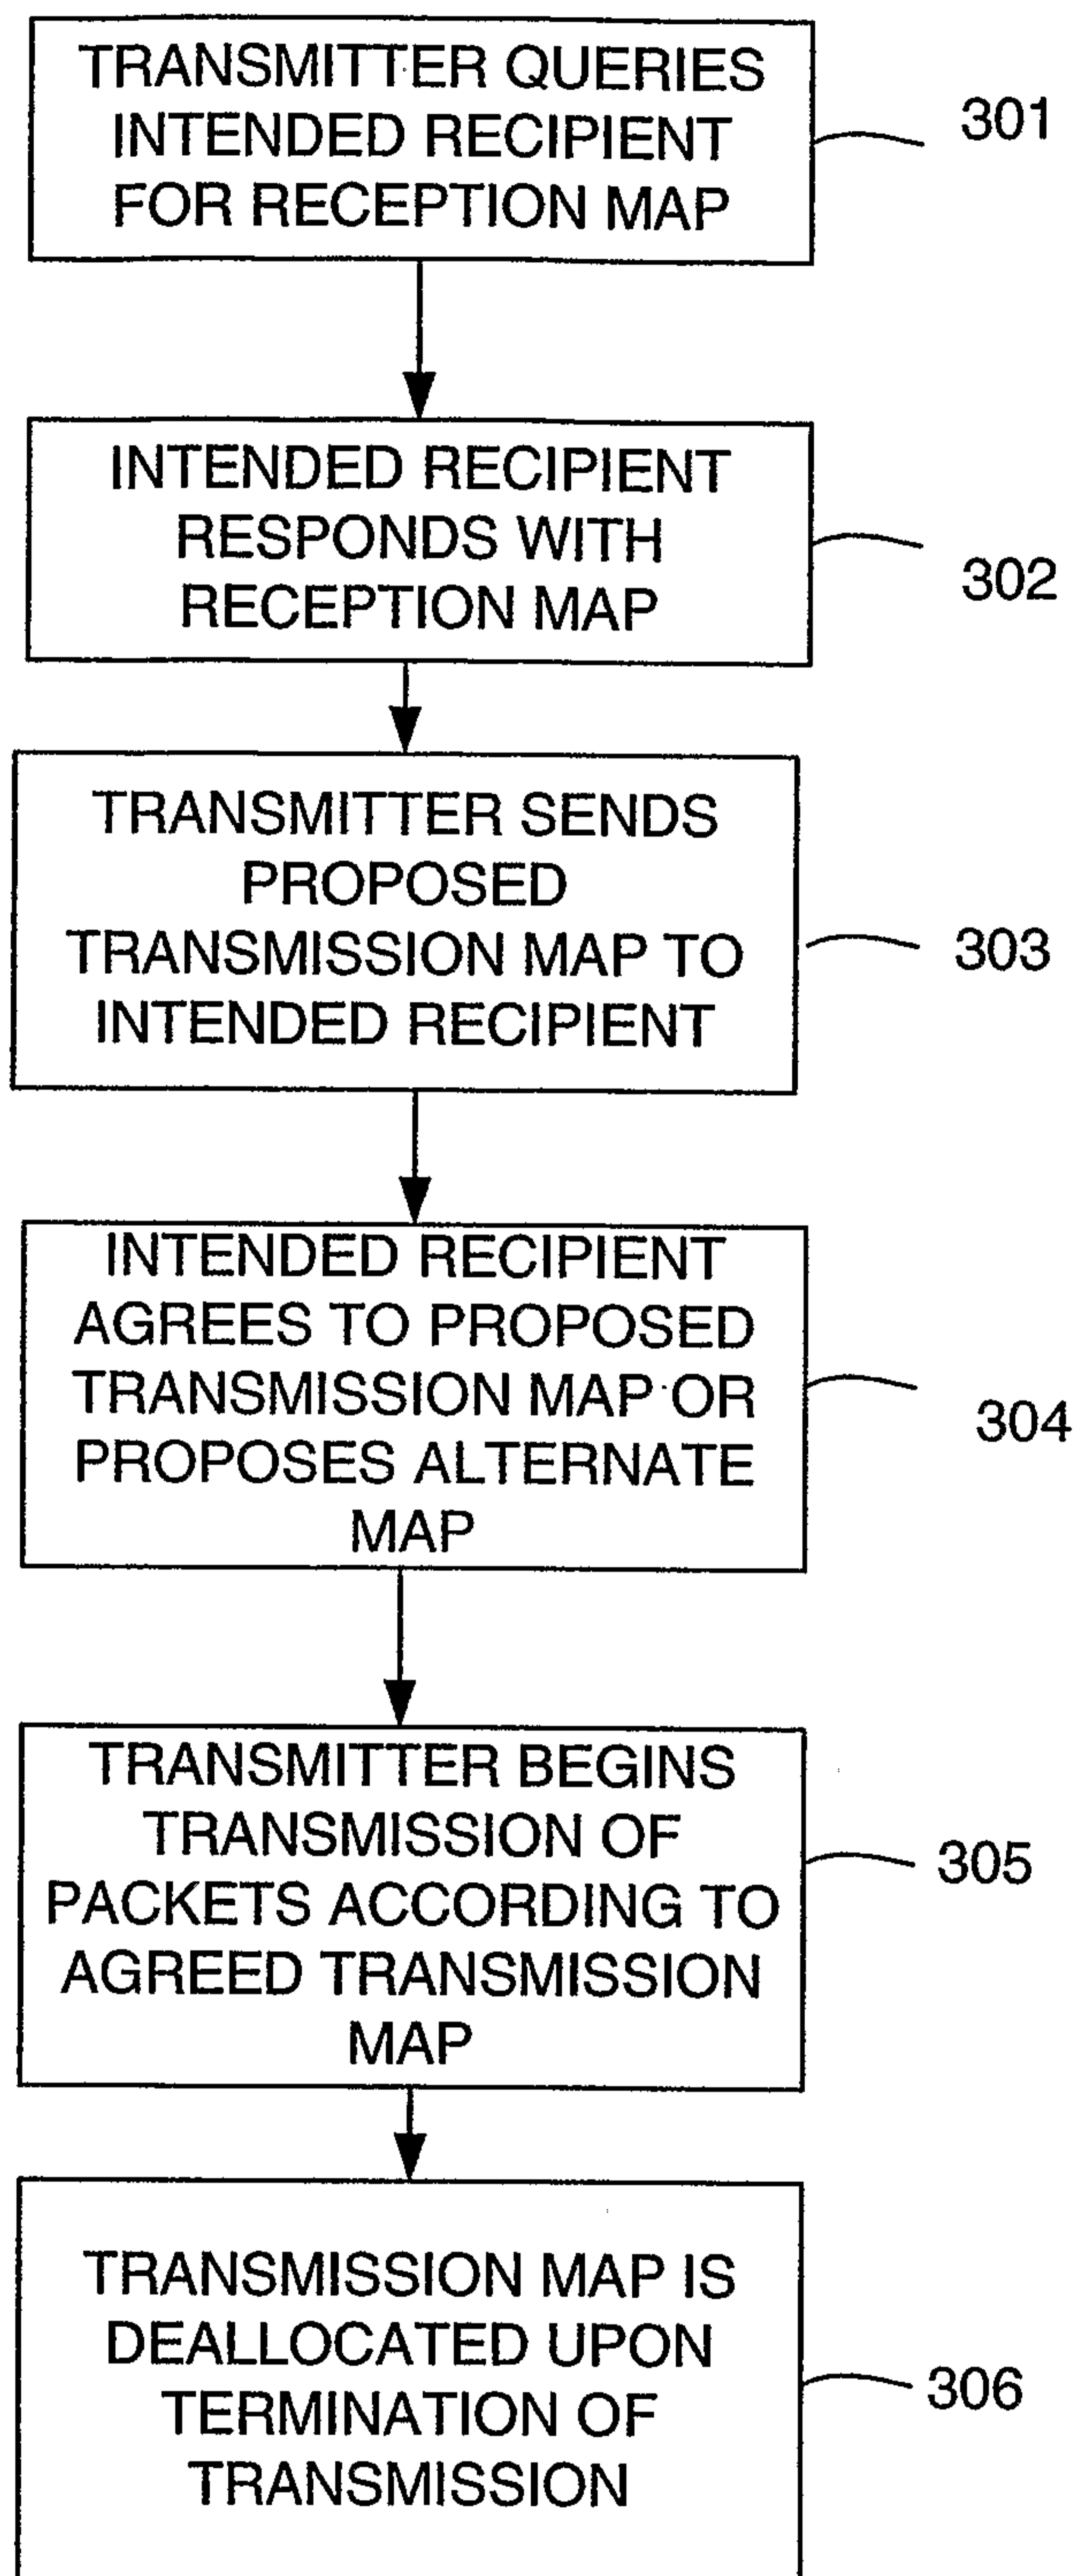 TRANSMITTER QUERIES
INTENDED RECIPIENT
FOR RECEPTION MAP
301
INTENDED RECIPIENT
RESPONDS WITH
RECEPTION MAP
302
TRANSMITTER SENDS
PROPOSED
TRANSMISSION MAP TO
INTENDED RECIPIENT
303
INTENDED RECIPIENT
AGREES TO PROPOSED
TRANSMISSION MAP OR
PROPOSES ALTERNATE
MAP
304
TRANSMITTER BEGINS
TRANSMISSION OF
PACKETS ACCORDING TO
AGREED TRANSMISSION
MAP
305
TRANSMISSION MAP IS
DEALLOCATED UPON
TERMINATION OF
TRANSMISSION
306